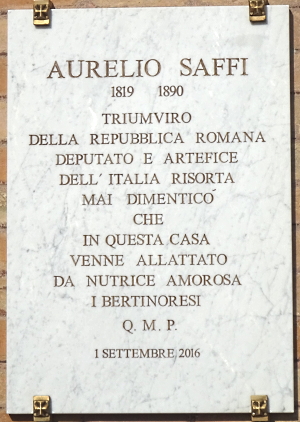 AURELIO SAFFI
1819 1890
TRIUMVIRO
DELLA REPUBBLICA ROMANA
DEPUTATO E ARTEFICE
DELL' ITALIA RISORTA
MAI DIMENTICO'
CHE
IN QUESTA CASA
VENNE ALLATTATO
DA NUTRICE AMOROSA
I BERTINORESI
Q. M. P.
1 SETTEMBRE 2016